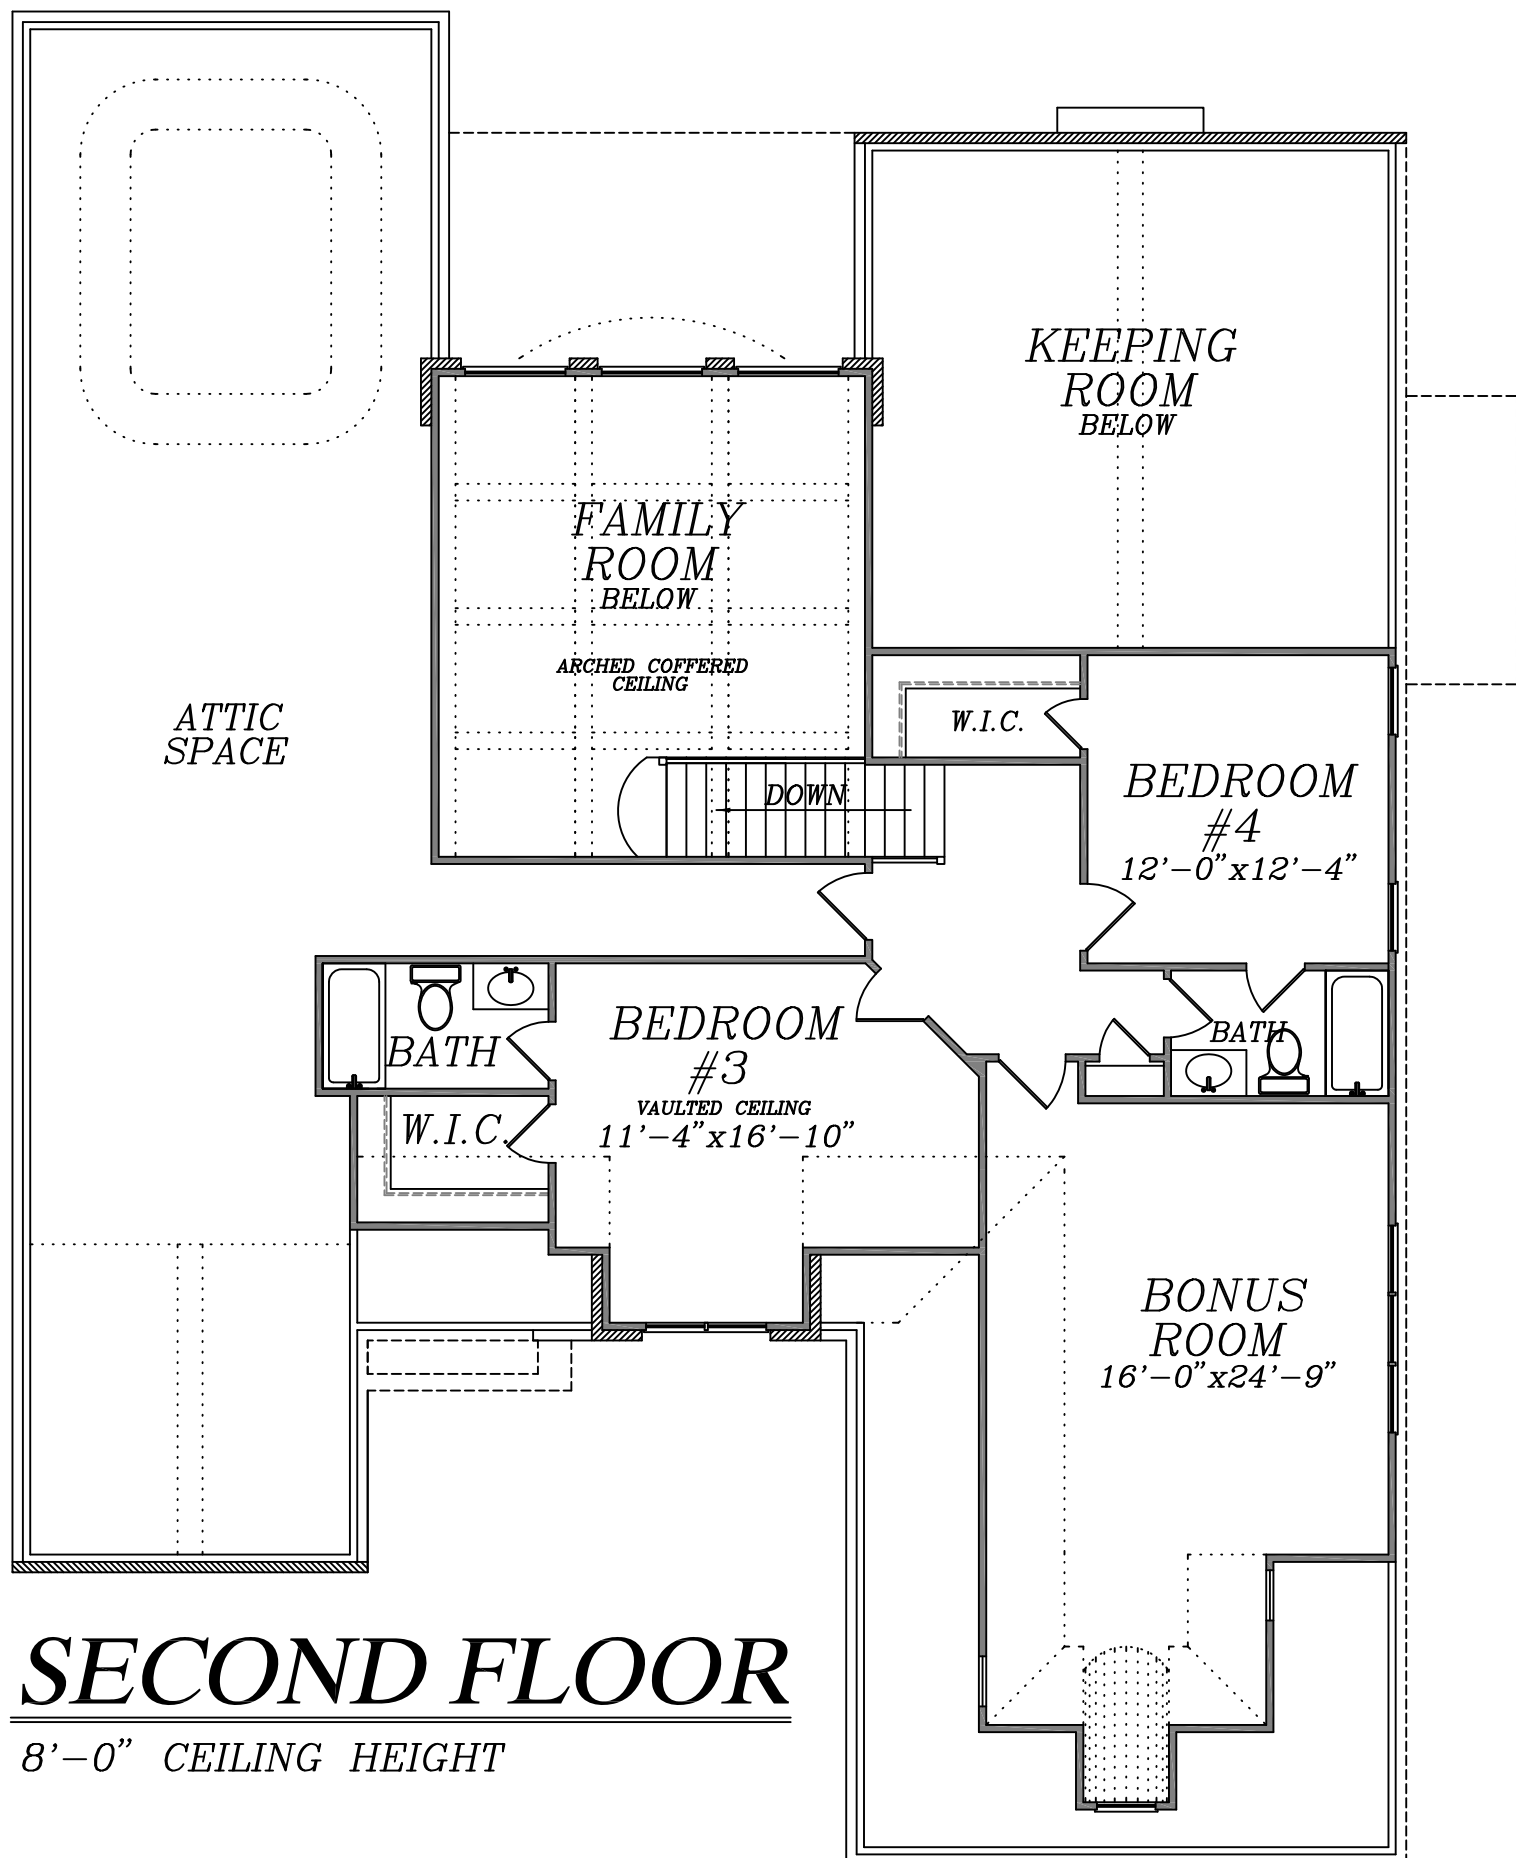 KEEPING
ROOM
BELOW
FAMILY
ROOM
BELOW
ARCHED COFFERED
CEILING
ATTIC
SPACE
W.I.C.
DOWN
BEDROOM
#4
12'-0"x12'-4"
BATH
BEDROOM
#3
VAULTED CEILING
11'-4"x16'-10"
BATH
W.I.C.
BONUS
ROOM
16'-0"x24'-9"
SECOND FLOOR
8'-0" CEILING HEIGHT